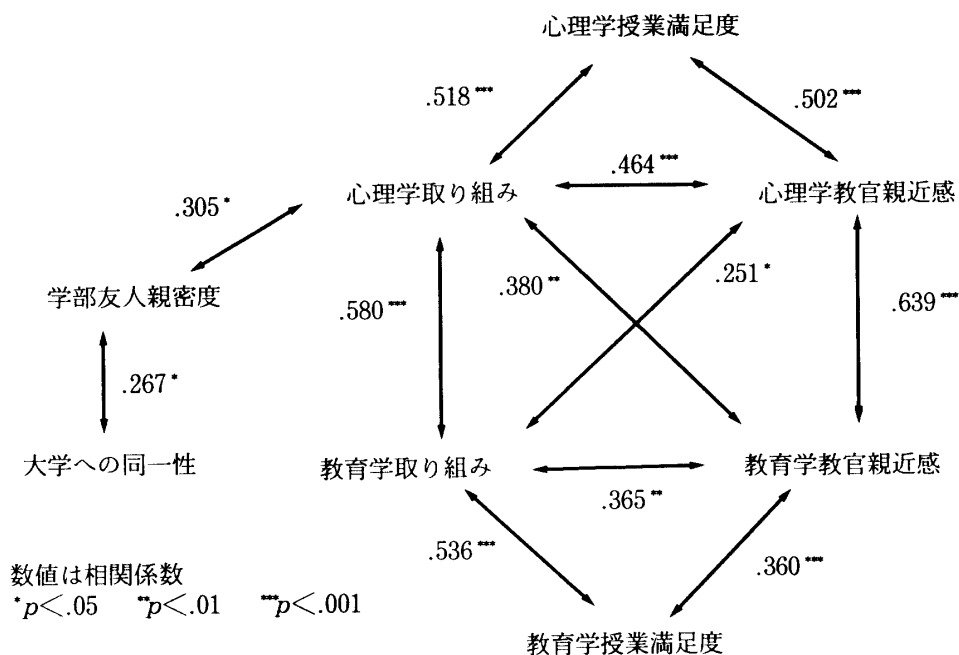 心理学授業満足度
.518***
.502***
.464***
心理学取り組み
心理学教官親近感
.305*
.251*
.380**
学部友人親密度
.580***
.639***
.267*
大学への同一性
教育学取り組み
教育学教官親近感
.365**
.536***
.360***
数値は相関係数
*p<.05 **p<.01 ***p<.001
教育学授業満足度